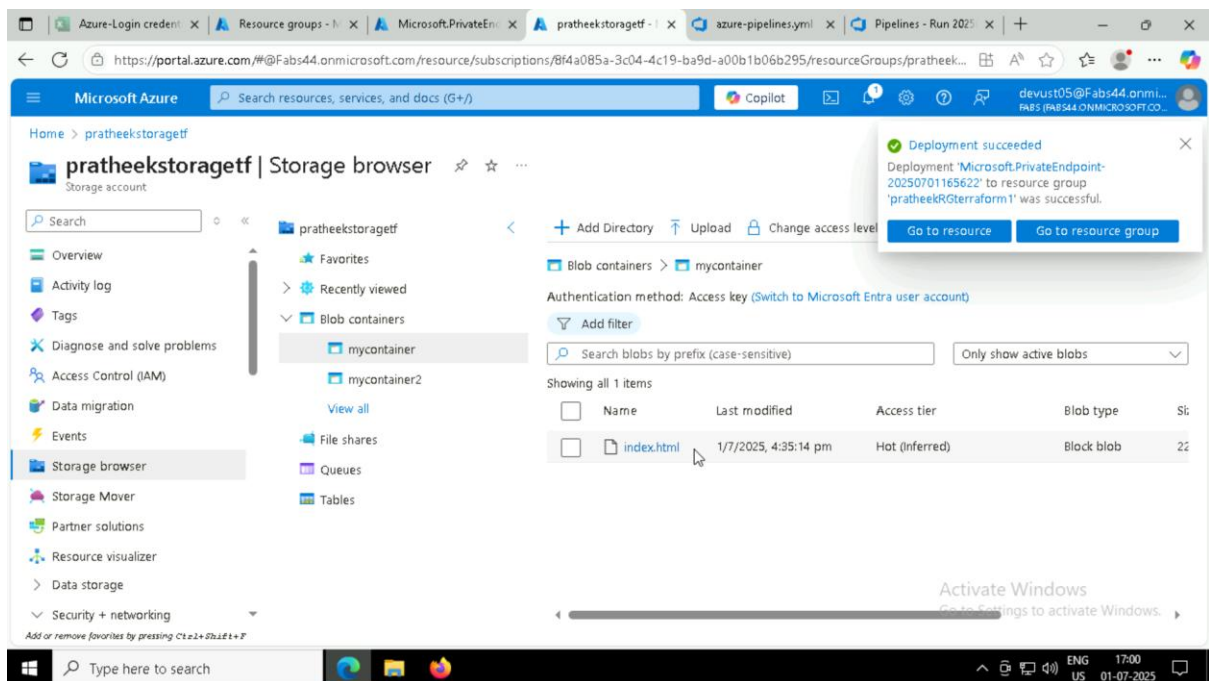 Azure-Login credent
Resource groups - M
Microsoft.PrivateEnd
pratheekstoragetf - 
azure-pipelines.yml
Pipelines - Run 2025
https://portal.azure.com/#@Fabs44.onmicrosoft.com/resource/subscriptions/8f4a085a-3c04-4c19-ba9d-a00b1b06b295/resourceGroups/pratheek...
Microsoft Azure
Search resources, services, and docs (G+/)
Copilot
1
devust05@Fabs44.onmi...
FABS (FABS44.ONMICROSOFT.CO...
Home > pratheekstoragetf
pratheekstoragetf | Storage browser
Storage account
Deployment succeeded
Deployment 'Microsoft.PrivateEndpoint-
20250701165622' to resource group
'pratheekRGterraform1' was successful.
Go to resource
Go to resource group
Search
Overview
Activity log
Tags
Diagnose and solve problems
Access Control (IAM)
Data migration
Events
Storage browser
Storage Mover
Partner solutions
Resource visualizer
Data storage
Security + networking
Add or remove favorites by pressing Ctrl+Shift+F
pratheekstoragetf
Favorites
Recently viewed
Blob containers
mycontainer
mycontainer2
View all
File shares
Queues
Tables
Add Directory Upload Change access level
Blob containers > mycontainer
Authentication method: Access key (Switch to Microsoft Entra user account)
Add filter
Search blobs by prefix (case-sensitive)
Only show active blobs
Showing all 1 items
Name Last modified Access tier Blob type
index.html 1/7/2025, 4:35:14 pm Hot (Inferred) Block blob 22
Activate Windows
Go to Settings to activate Windows.
Type here to search
ENG
US
17:00
01-07-2025